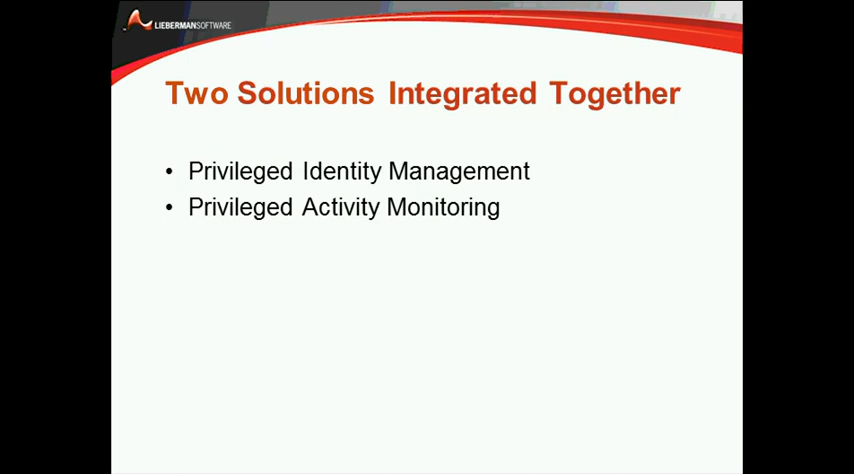 LIEBERMANSOFTWARE
Two Solutions Integrated Together
• Privileged Identity Management
• Privileged Activity Monitoring